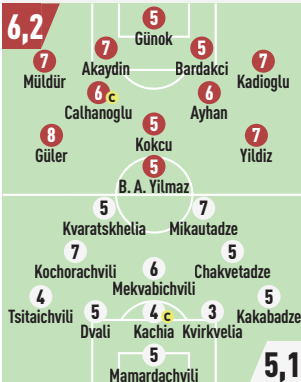 6,2
5
Günok
7 7 5 7
Müldür Akaydin Bardakci Kadioglu
6 C 6
Calhanoglu Ayhan
8 5 7
Güler Kokcu Yildiz
5
B. A. Yilmaz
5 7
Kvaratskhelia Mikautadze
7 6 5
Kochorachvili Mekvabichvili Chakvetadze
4 5 4 C 3 5
Tsitaichvili Dvali Kachia Kvirkvelia Kakabadze
5
Mamardachvili
5,1